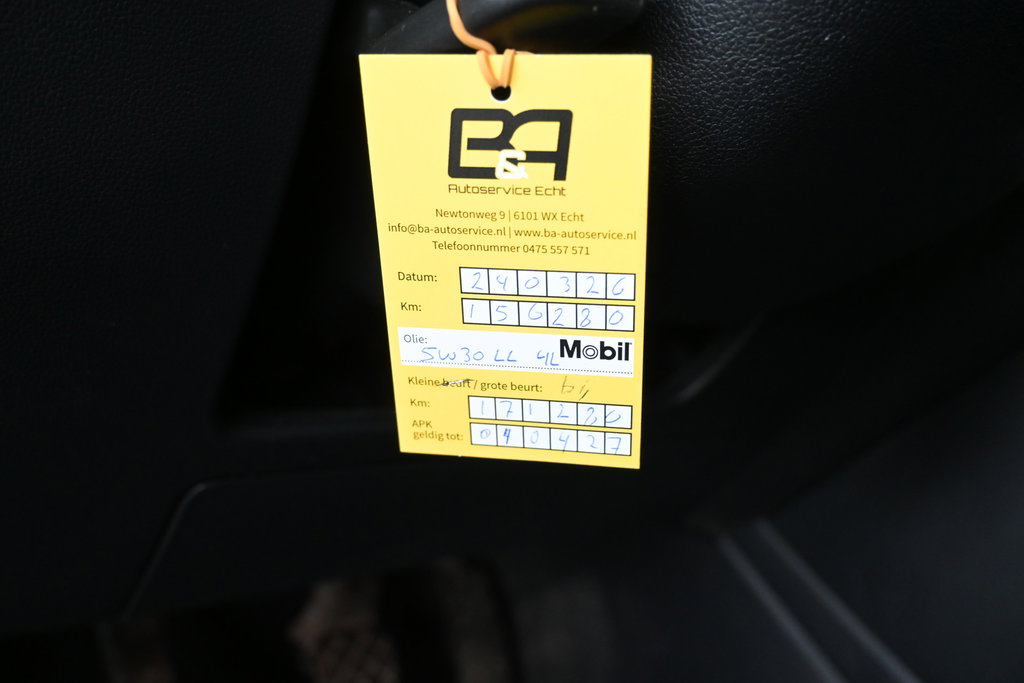 B&A
Autoservice Echt
Newtonweg 9 | 6101 WX Echt
info@ba-autoservice.nl | www.ba-autoservice.nl
Telefoonnummer 0475 557 571
Datum: 240326
Km: 156280
Olie: 5W30 LL 4L Mobil
Kleine beurt / grote beurt: bij
Km: 171280
APK
geldig tot: 040427